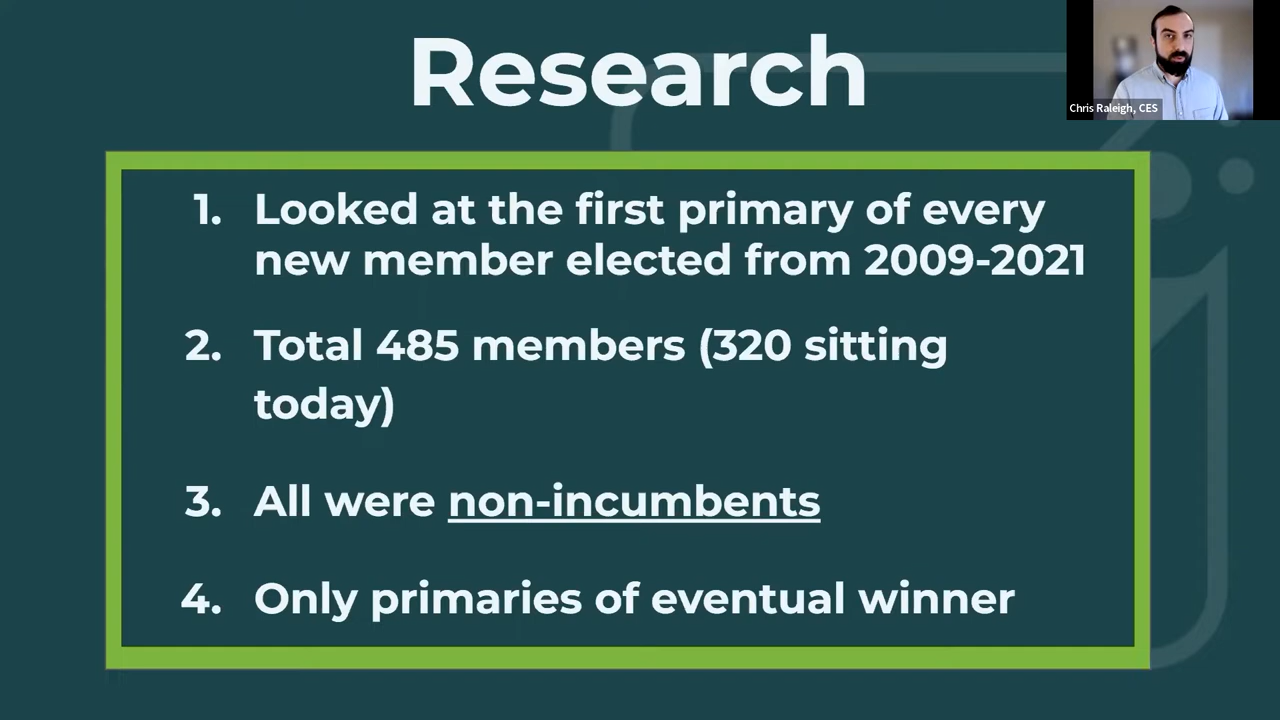 Research
Chris Raleigh, CES
1. Looked at the first primary of every
new member elected from 2009-2021
2. Total 485 members (320 sitting
today)
3. All were non-incumbents
4. Only primaries of eventual winner